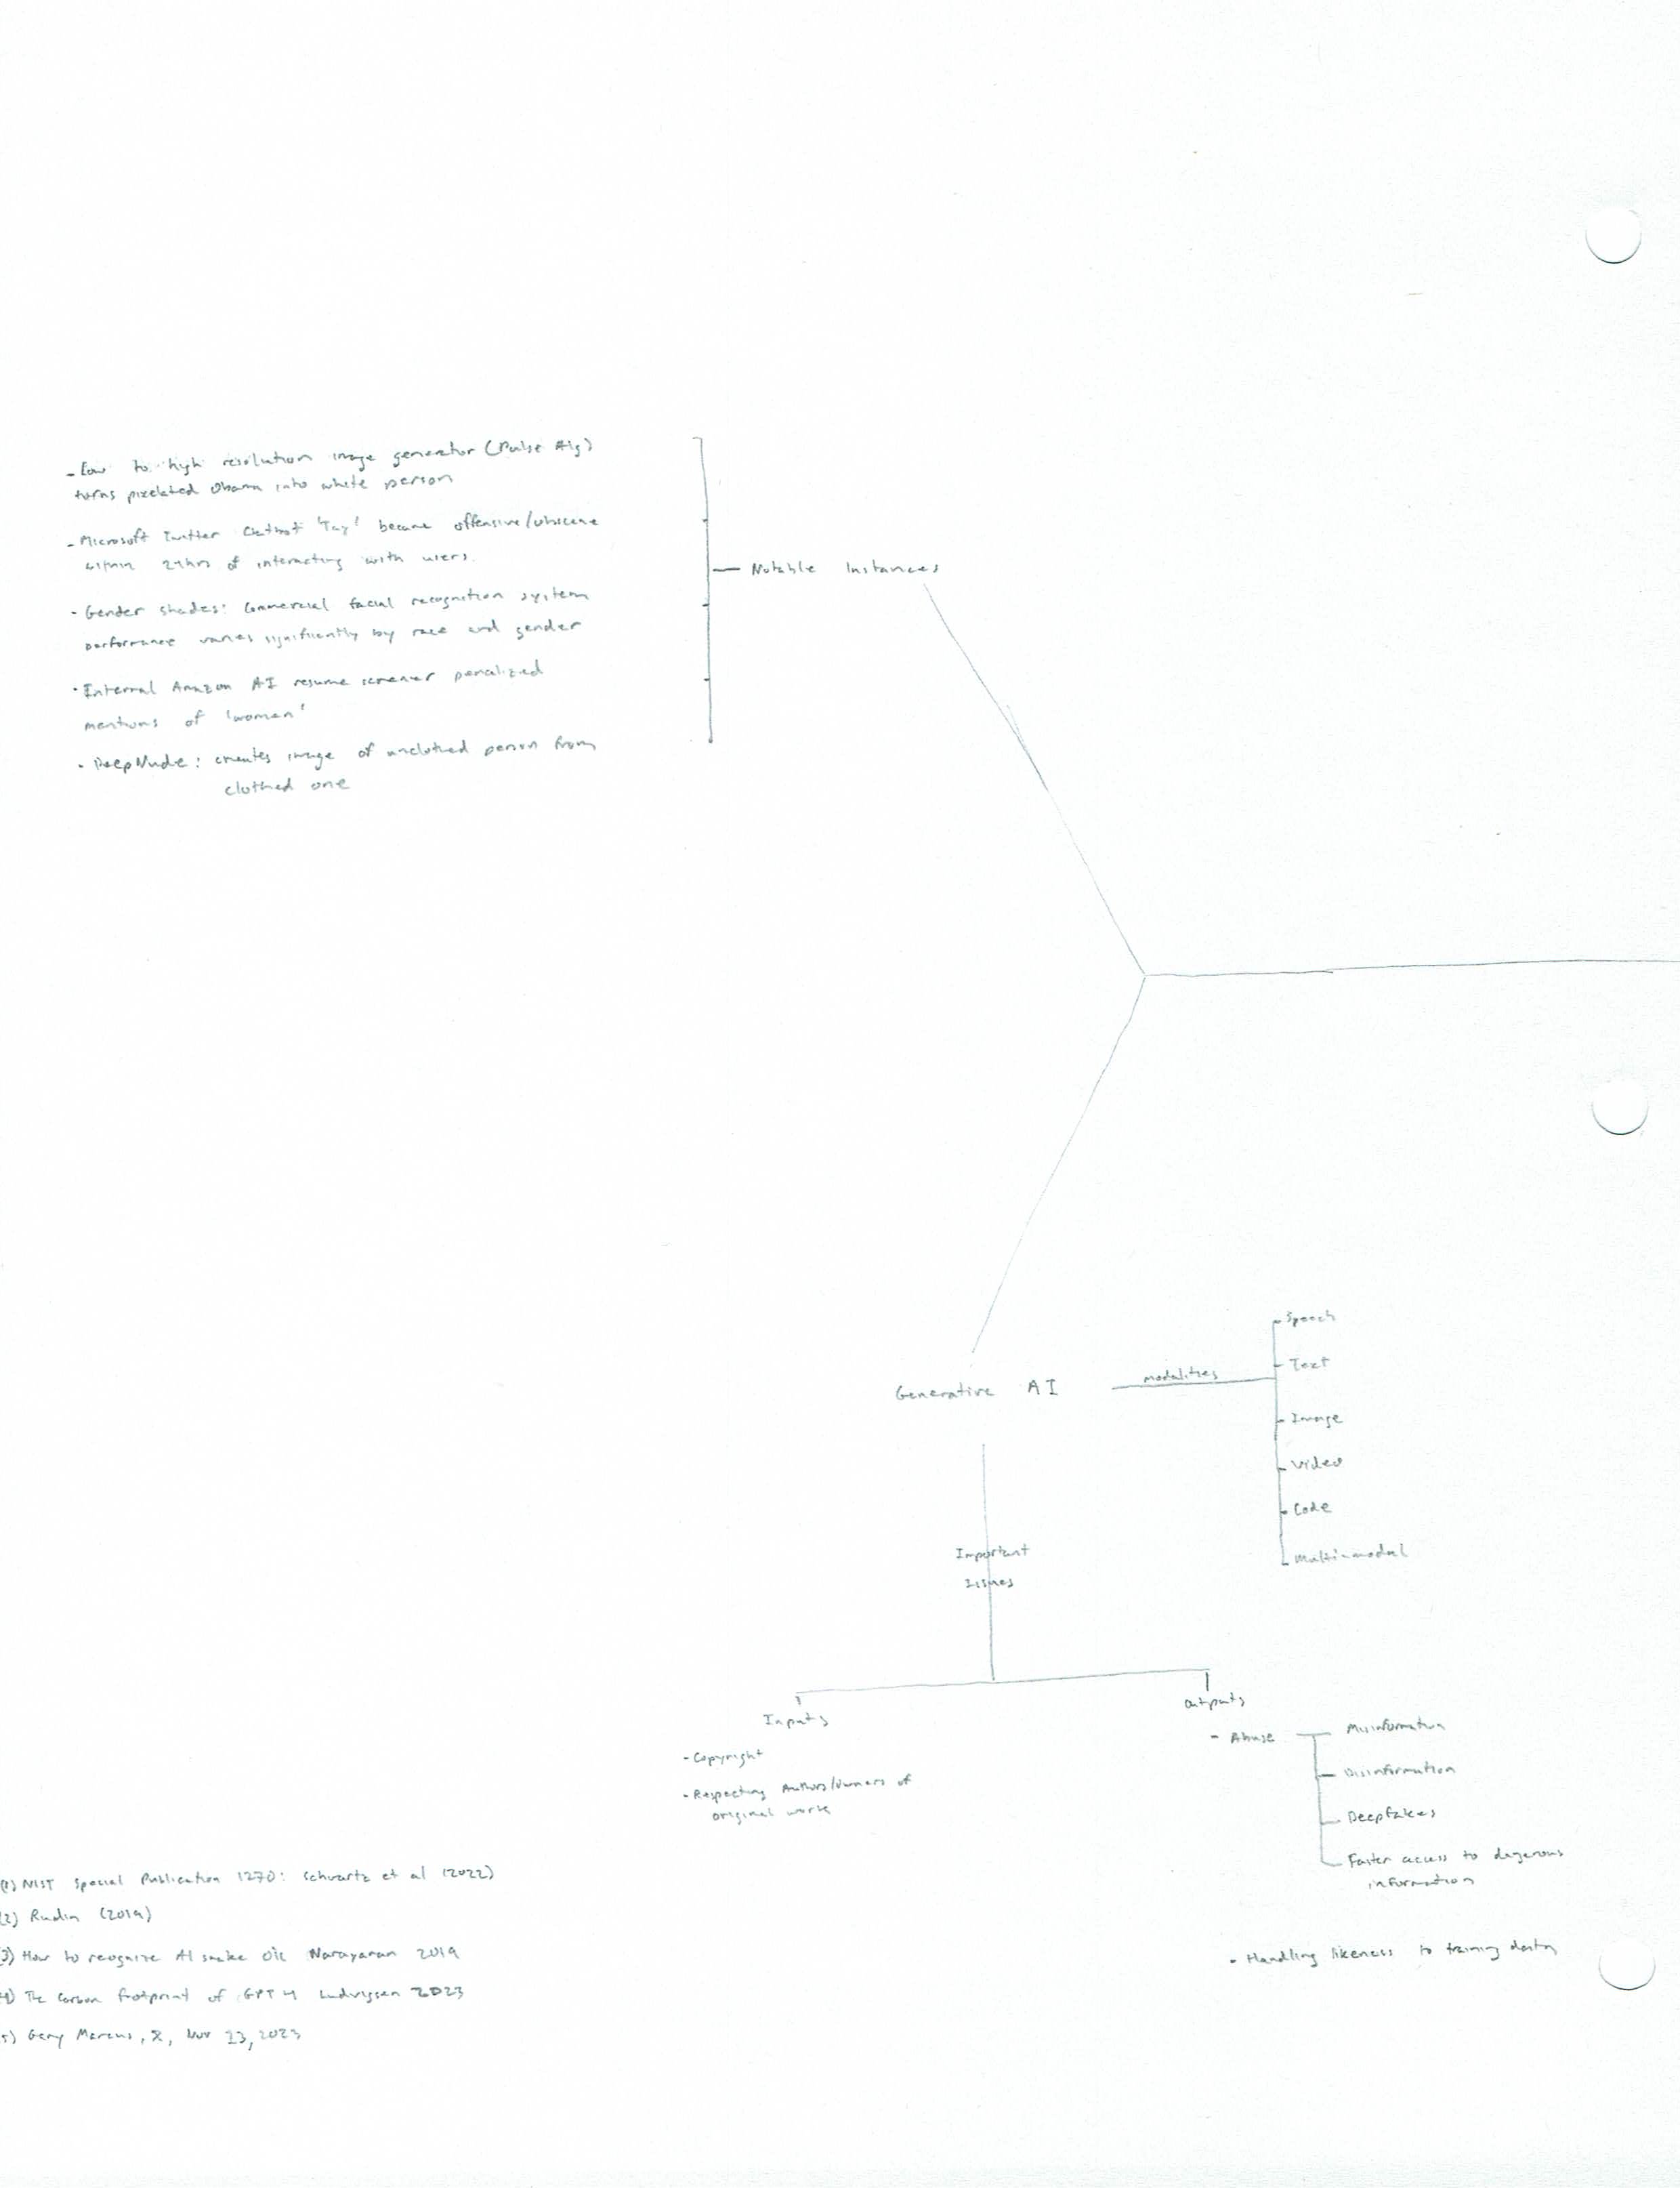 - Low to high resolution image generator (Pulse Alg)
turns pixelated Obama into white person
- Microsoft Twitter Chatbot 'Tay' became offensive/obscene
within 24hrs of interacting with users.
- Gender shades: Commercial facial recognition system
performance varies significantly by race and gender
- Internal Amazon AI resume screener penalized
mentions of 'women'
- DeepNude: creates image of unclothed person from
clothed one
Notable Instances
Generative AI
modalities
Speech
Text
Image
Video
Code
Multi-modal
Important
Issues
Inputs
- Copyright
- Respecting Authors/Owners of
original work
Outputs
- Abuse
Misinformation
Disinformation
Deepfakes
Faster access to dangerous
information
- Handling likeness to training data
(1) NIST Special Publication 1270: Schwartz et al (2022)
(2) Rudin (2019)
(3) How to recognize AI snake oil Narayanan 2019
(4) The Carbon footprint of GPT 4 Ludvigsen 2023
(5) Gary Marcus, X, Nov 23, 2023